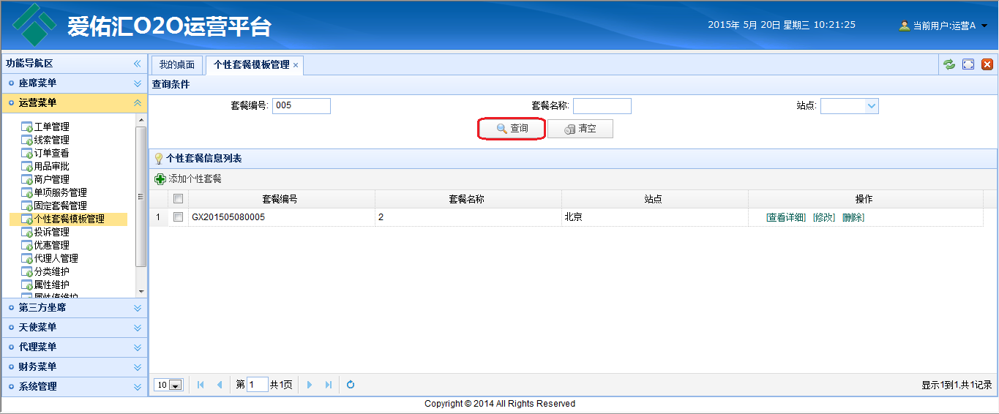 爱佑汇O2O运营平台
2015年 5月 20日 星期三 10:21:25
当前用户:运营A
功能导航区
座席菜单
运营菜单
工单管理
线索管理
订单查看
用品审批
商户管理
单项服务管理
固定套餐管理
个性套餐模板管理
投诉管理
优惠管理
代理人管理
分类维护
属性维护
属性值维护
第三方坐席
天使菜单
代理菜单
财务菜单
系统管理
我的桌面 个性套餐模板管理
查询条件
套餐编号: 005 套餐名称: 站点:
查询 清空
个性套餐信息列表
添加个性套餐
套餐编号 套餐名称 站点 操作
1 GX201505080005 2 北京 [查看详细] [修改] [删除]
10 第 1 共1页 显示1到1,共1记录
Copyright © 2014 All Rights Reserved